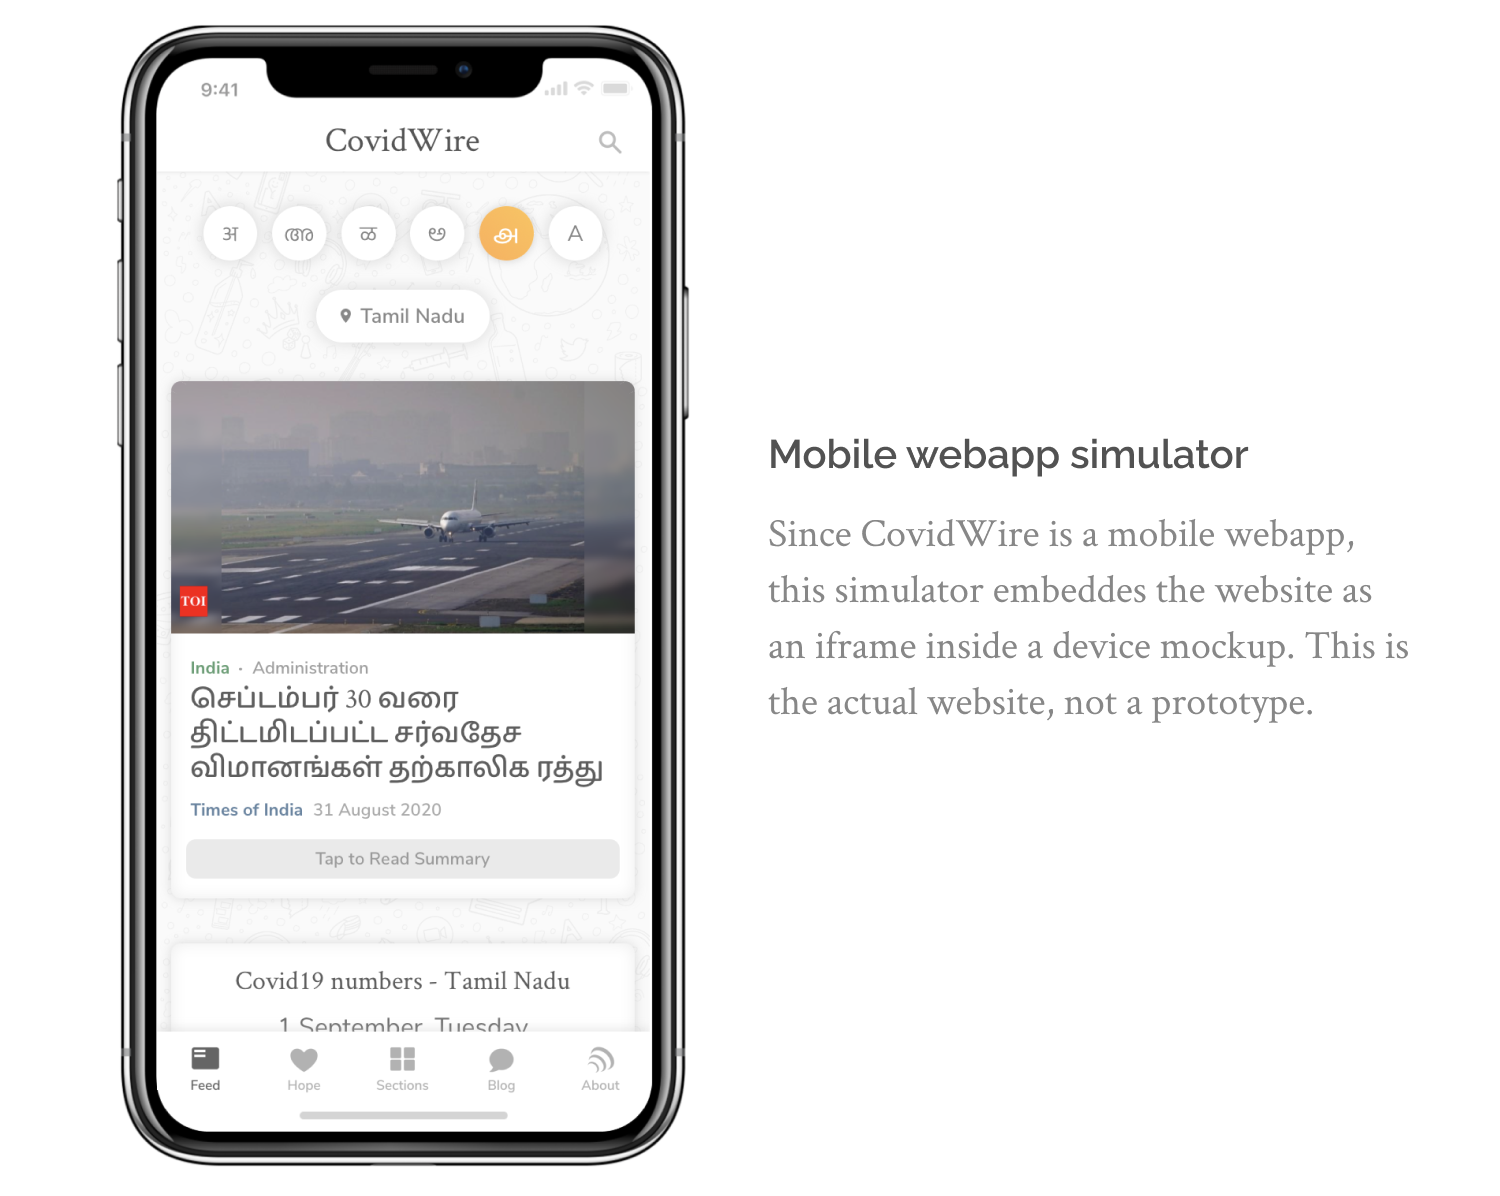 9:41
CovidWire
अ
അ
ळ
ಅ
அ
A
Tamil Nadu
TOI
India · Administration
செப்டம்பர் 30 வரை
திட்டமிடப்பட்ட சர்வதேச
விமானங்கள் தற்காலிக ரத்து
Times of India 31 August 2020
Tap to Read Summary
Covid19 numbers - Tamil Nadu
1 September, Tuesday
Feed
Hope
Sections
Blog
About
Mobile webapp simulator
Since CovidWire is a mobile webapp,
this simulator embeddes the website as
an iframe inside a device mockup. This is
the actual website, not a prototype.